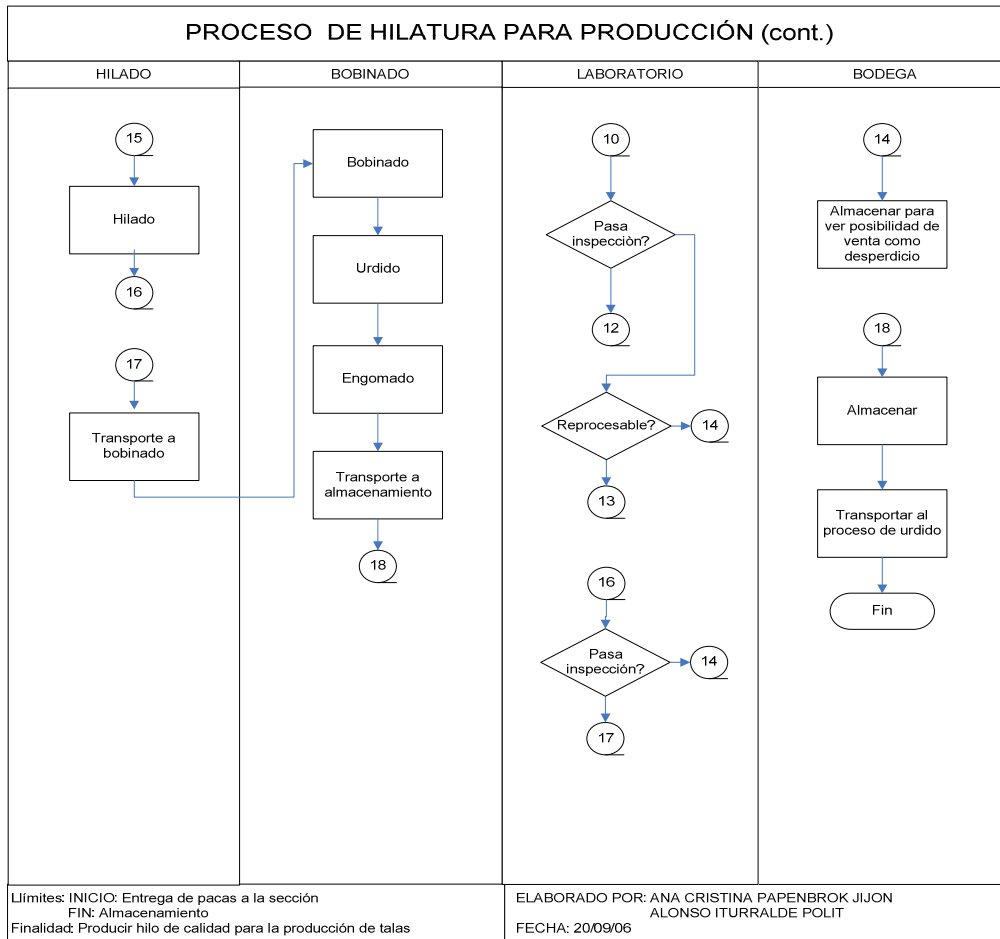 PROCESO DE HILATURA PARA PRODUCCIÓN (cont.)
HILADO
BOBINADO
LABORATORIO
BODEGA
15
Hilado
16
17
Transporte a
bobinado
Bobinado
Urdido
Engomado
Transporte a
almacenamiento
18
10
Pasa
inspecciòn?
12
Reprocesable?
14
13
16
Pasa
inspección?
14
17
14
Almacenar para
ver posibilidad de
venta como
desperdicio
18
Almacenar
Transportar al
proceso de urdido
Fin
Llímites: INICIO: Entrega de pacas a la sección
FIN: Almacenamiento
Finalidad: Producir hilo de calidad para la producción de talas
ELABORADO POR: ANA CRISTINA PAPENBROK JIJON
ALONSO ITURRALDE POLIT
FECHA: 20/09/06